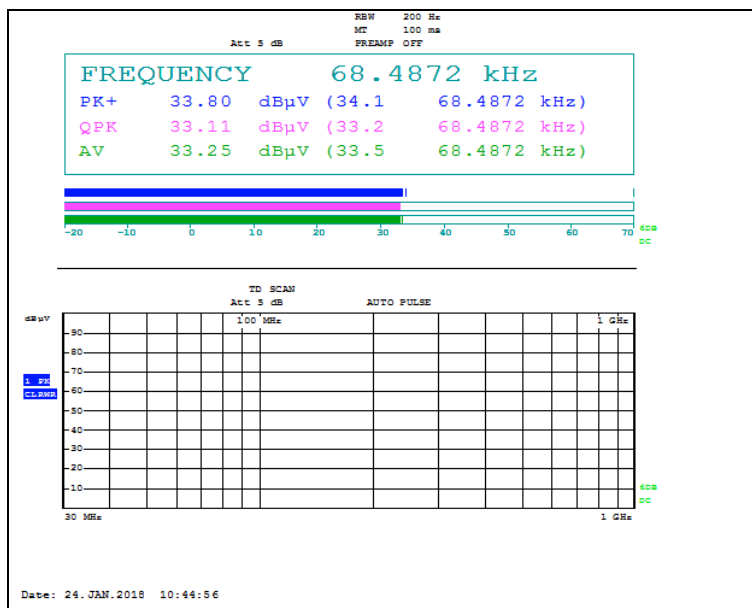 RBW 200 Hz
MT 100 ms
Att 5 dB PREAMP OFF
FREQUENCY 68.4872 kHz
PK+ 33.80 dBµV (34.1 68.4872 kHz)
QPK 33.11 dBµV (33.2 68.4872 kHz)
AV 33.25 dBµV (33.5 68.4872 kHz)
-20 -10 0 10 20 30 40 50 60 70
6DB
DC
TD SCAN
Att 5 dB AUTO PULSE
dBµV 100 MHz 1 GHz
90
80
70
1 PK
60
CLRWR
50
40
30
20
10
6DB
DC
30 MHz 1 GHz
Date: 24.JAN.2018 10:44:56